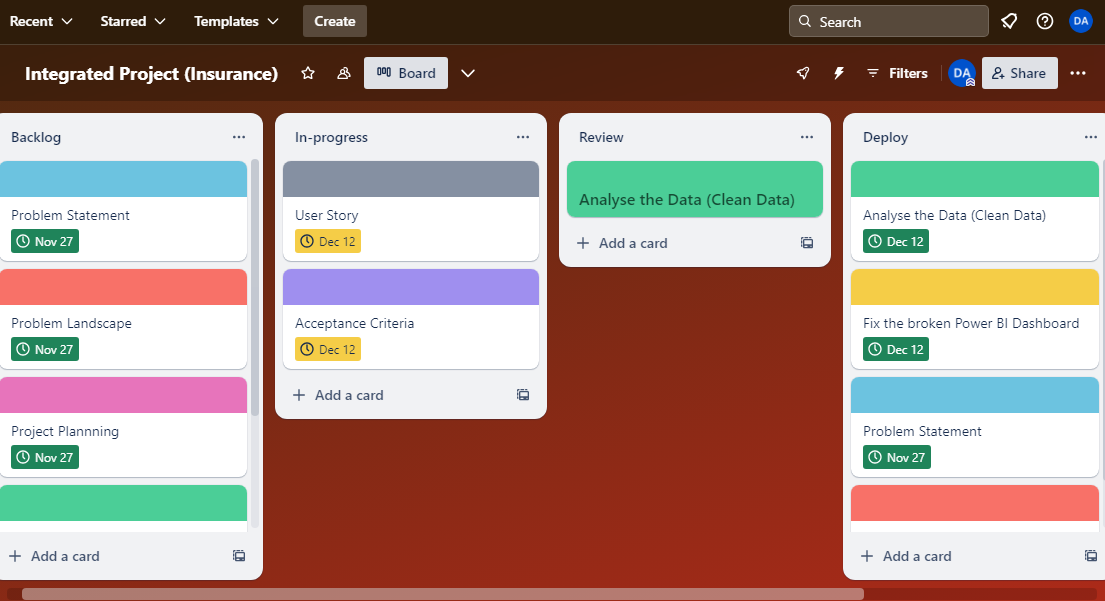 Recent Starred Templates Create Search DA
Integrated Project (Insurance) Board Filters DA Share
Backlog
Problem Statement
Nov 27
Problem Landscape
Nov 27
Project Plannning
Nov 27
Add a card
In-progress
User Story
Dec 12
Acceptance Criteria
Dec 12
Add a card
Review
Analyse the Data (Clean Data)
Add a card
Deploy
Analyse the Data (Clean Data)
Dec 12
Fix the broken Power BI Dashboard
Dec 12
Problem Statement
Nov 27
Add a card